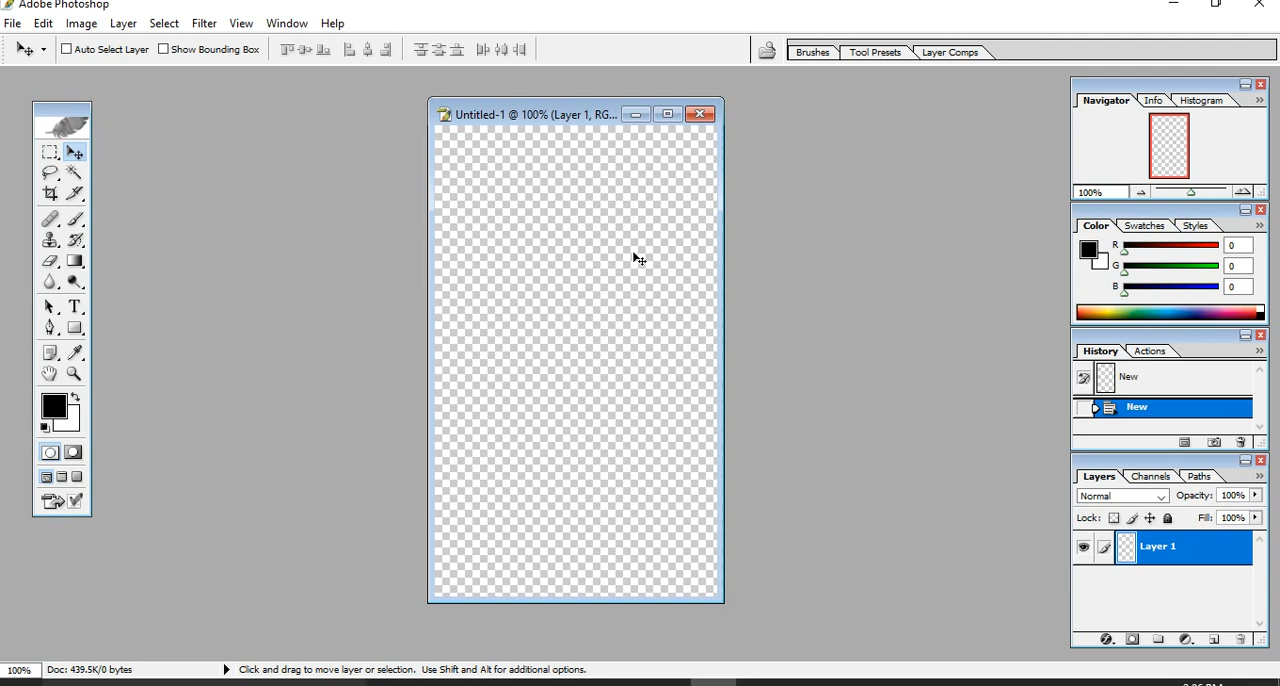 Adobe Photoshop
File Edit Image Layer Select Filter View Window Help
Auto Select Layer Show Bounding Box Brushes Tool Presets Layer Comps
Untitled-1 @ 100% (Layer 1, RG...
Navigator Info Histogram
100%
Color Swatches Styles
R 0
G 0
B 0
History Actions
New
New
Layers Channels Paths
Normal Opacity: 100%
Lock: Fill: 100%
Layer 1
T
100% Doc: 439.5K/0 bytes Click and drag to move layer or selection. Use Shift and Alt for additional options.